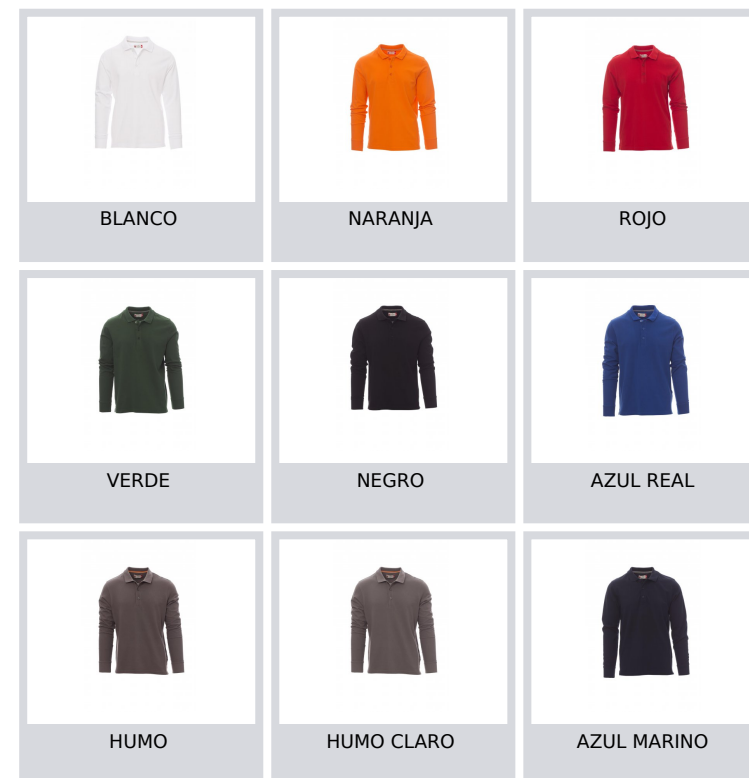 BLANCO
NARANJA
ROJO
VERDE
NEGRO
AZUL REAL
HUMO
HUMO CLARO
AZUL MARINO